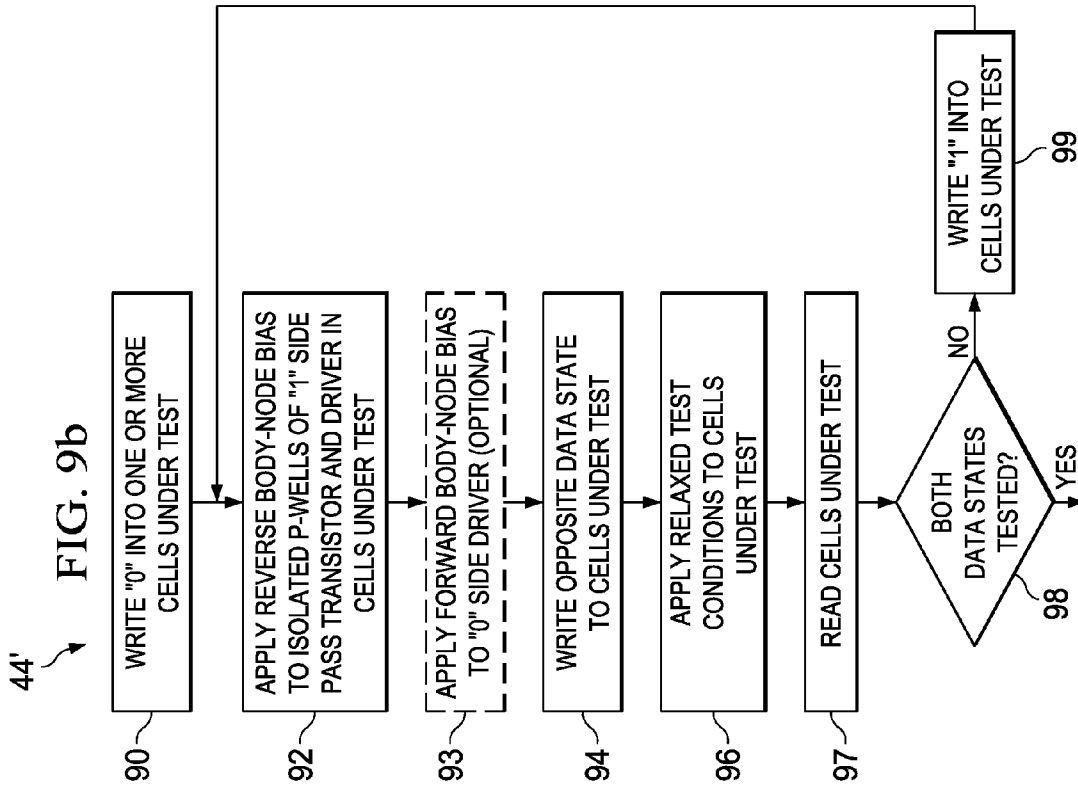 FIG. 9b
44'
WRITE "0" INTO ONE OR MORE
CELLS UNDER TEST
90
APPLY REVERSE BODY-NODE BIAS
TO ISOLATED P-WELLS OF "1" SIDE
PASS TRANSISTOR AND DRIVER IN
CELLS UNDER TEST
92
APPLY FORWARD BODY-NODE BIAS
TO "0" SIDE DRIVER (OPTIONAL)
93
WRITE OPPOSITE DATA STATE
TO CELLS UNDER TEST
94
APPLY RELAXED TEST
CONDITIONS TO CELLS
UNDER TEST
96
READ CELLS UNDER TEST
97
BOTH
DATA STATES
TESTED?
98
NO
YES
WRITE "1" INTO
CELLS UNDER TEST
99